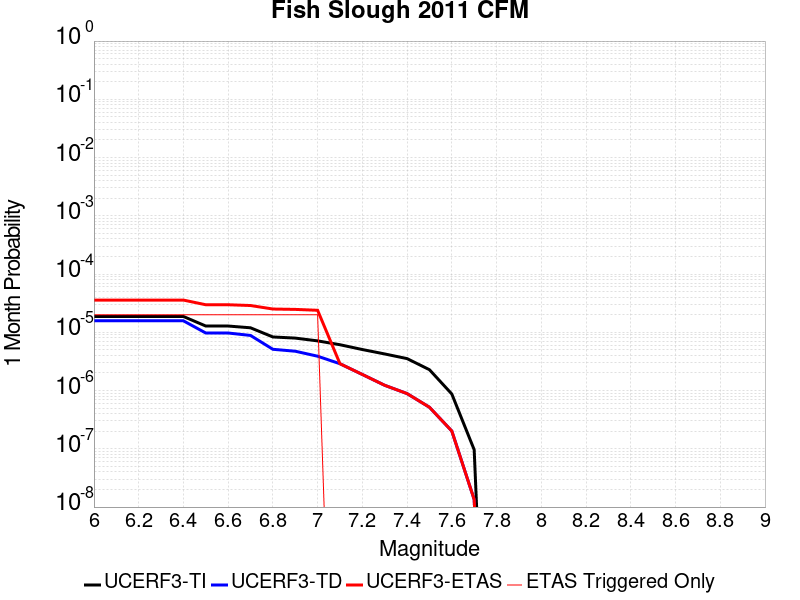 Fish Slough 2011 CFM
10^0
10^-1
10^-2
10^-3
10^-4
10^-5
10^-6
10^-7
10^-8
1 Month Probability
6 6.2 6.4 6.6 6.8 7 7.2 7.4 7.6 7.8 8 8.2 8.4 8.6 8.8 9
Magnitude
UCERF3-TI UCERF3-TD UCERF3-ETAS ETAS Triggered Only